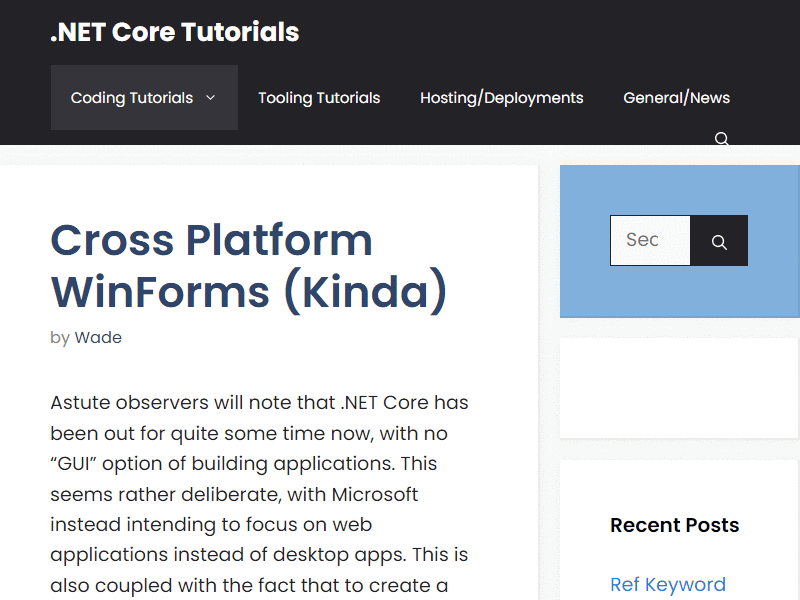 .NET Core Tutorials
Coding Tutorials
Tooling Tutorials
Hosting/Deployments
General/News
Cross Platform
WinForms (Kinda)
by Wade
Astute observers will note that .NET Core has
been out for quite some time now, with no
“GUI” option of building applications. This
seems rather deliberate, with Microsoft
instead intending to focus on web
applications instead of desktop apps. This is
also coupled with the fact that to create a
Sec
Recent Posts
Ref Keyword